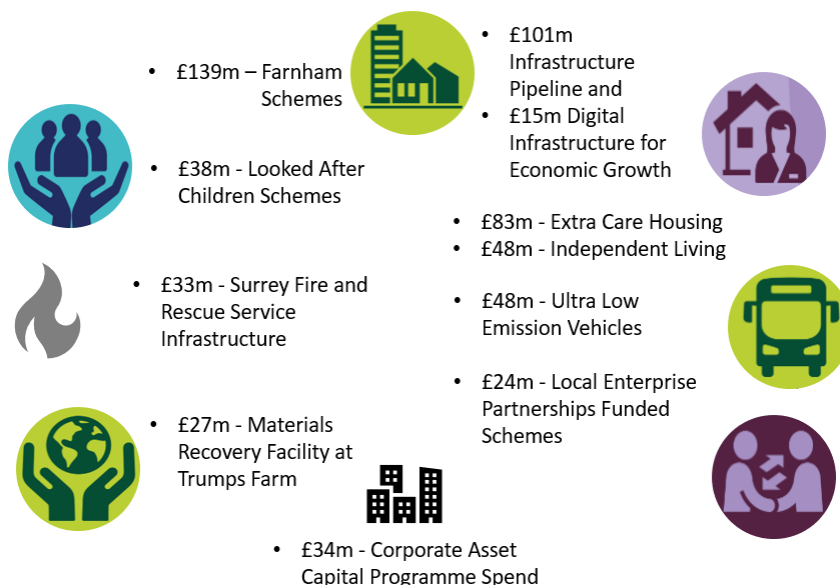 • £139m – Farnham
Schemes
• £101m
Infrastructure
Pipeline and
• £15m Digital
Infrastructure for
Economic Growth
• £38m - Looked After
Children Schemes
• £83m - Extra Care Housing
• £48m - Independent Living
• £33m - Surrey Fire and
Rescue Service
Infrastructure
• £48m - Ultra Low
Emission Vehicles
• £24m - Local Enterprise
Partnerships Funded
Schemes
• £27m - Materials
Recovery Facility at
Trumps Farm
• £34m - Corporate Asset
Capital Programme Spend